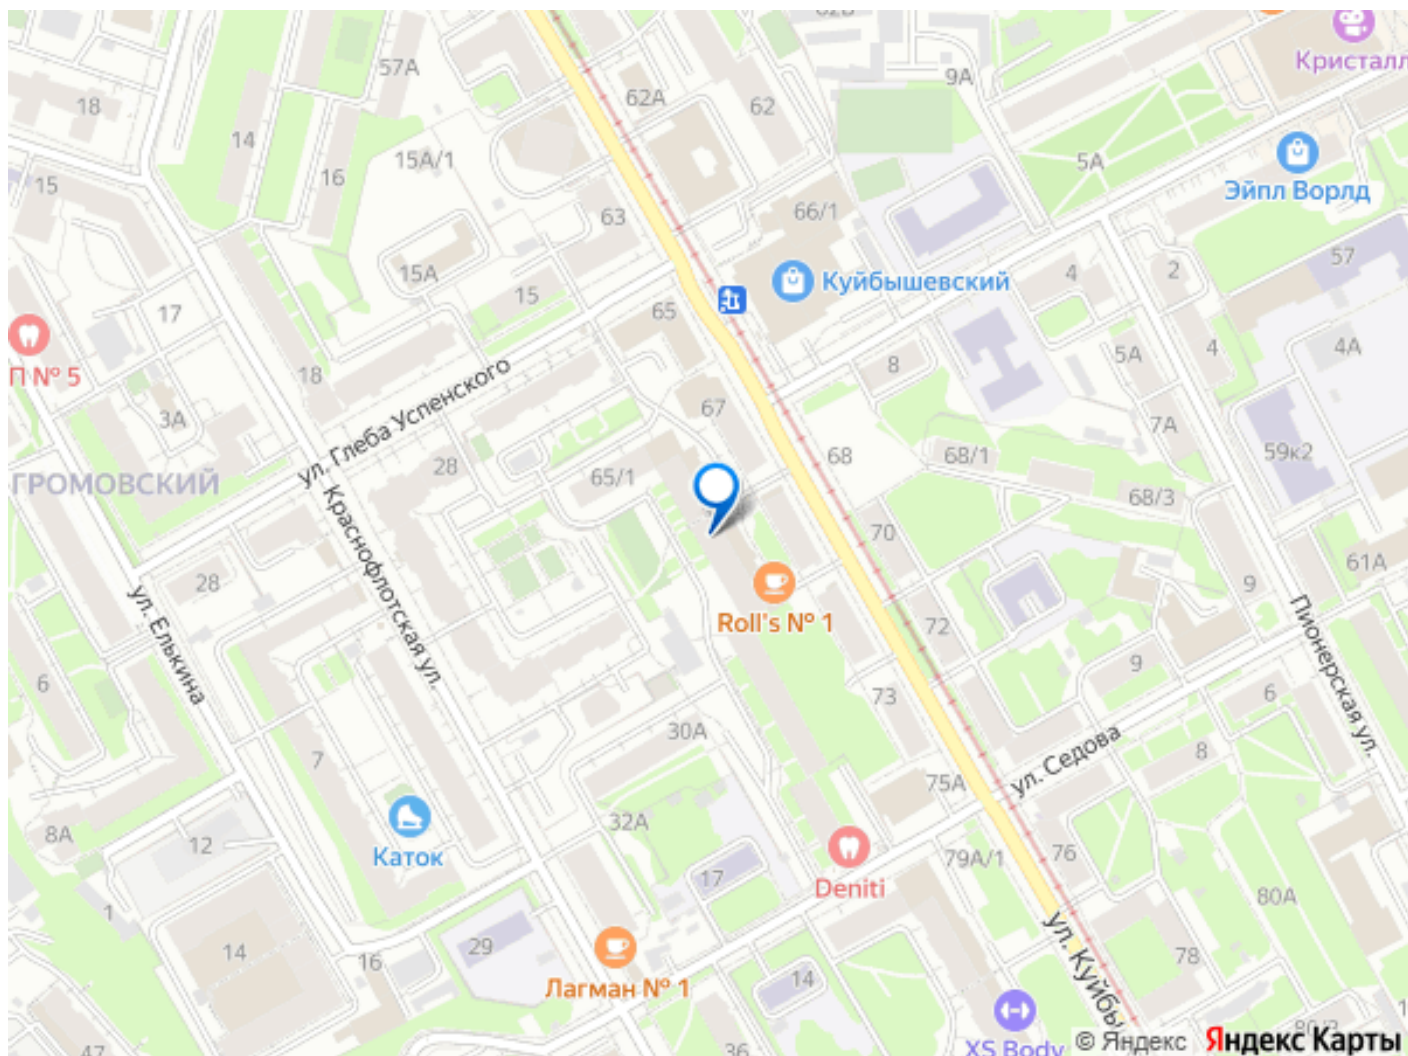 Кристалл
57А
9А
62А
62
18
14
15А/1
5А
16
15
Эйпл Ворлд
66/1
63
57
15А
4
2
Куйбышевский
15
17
65
П № 5
18
5А
4
4А
8
ул. Глеба Успенского
67
3А
7А
68
68/1
59к2
28
65/1
ГРОМОВСКИЙ
68/3
70
Краснофлотская ул.
61А
28
9
ул. Елькина
Roll's № 1
72
Пионерская ул.
9
6
6
73
30А
ул. Седова
8
7
75А
32А
8А
12
Каток
79А/1
76
17
Deniti
80А
1
14
29
78
16
14
Лагман № 1
ул. Куйбы
XS Body
36
47
© Яндекс
Яндекс Карты